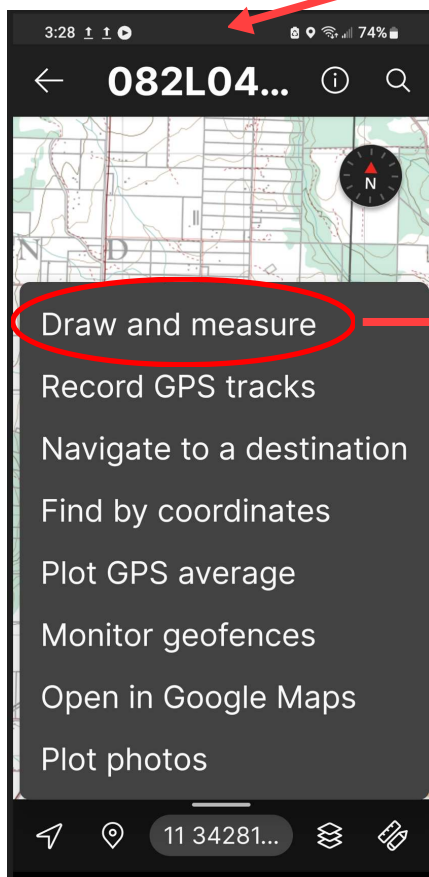 3:28 74%
082L04...
N
N D
Draw and measure
Record GPS tracks
Navigate to a destination
Find by coordinates
Plot GPS average
Monitor geofences
Open in Google Maps
Plot photos
11 34281...